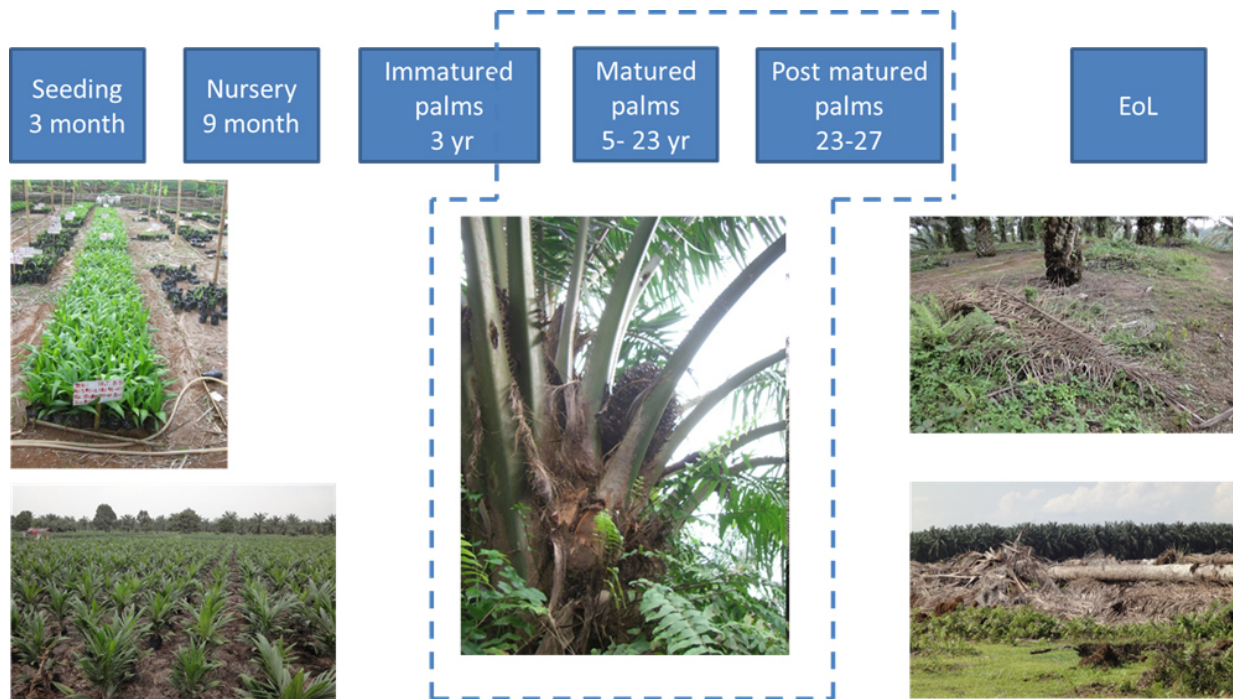 Seeding
3 month
Nursery
9 month
Immatured
palms
3 yr
Matured
palms
5- 23 yr
Post matured
palms
23-27
EoL